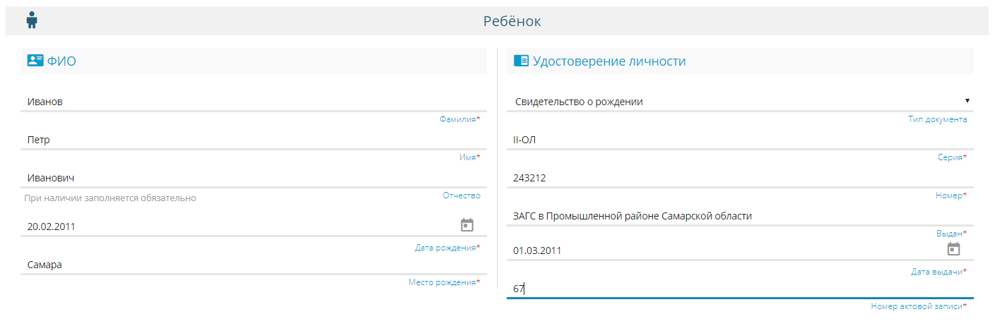 Ребёнок
ФИО
Иванов
Фамилия*
Петр
Имя*
Иванович
При наличии заполняется обязательно
Отчество
20.02.2011
Дата рождения*
Самара
Место рождения*
Удостоверение личности
Свидетельство о рождении
Тип документа
II-ОЛ
Серия*
243212
Номер*
ЗАГС в Промышленной районе Самарской области
Выдан*
01.03.2011
Дата выдачи*
67
Номер актовой записи*